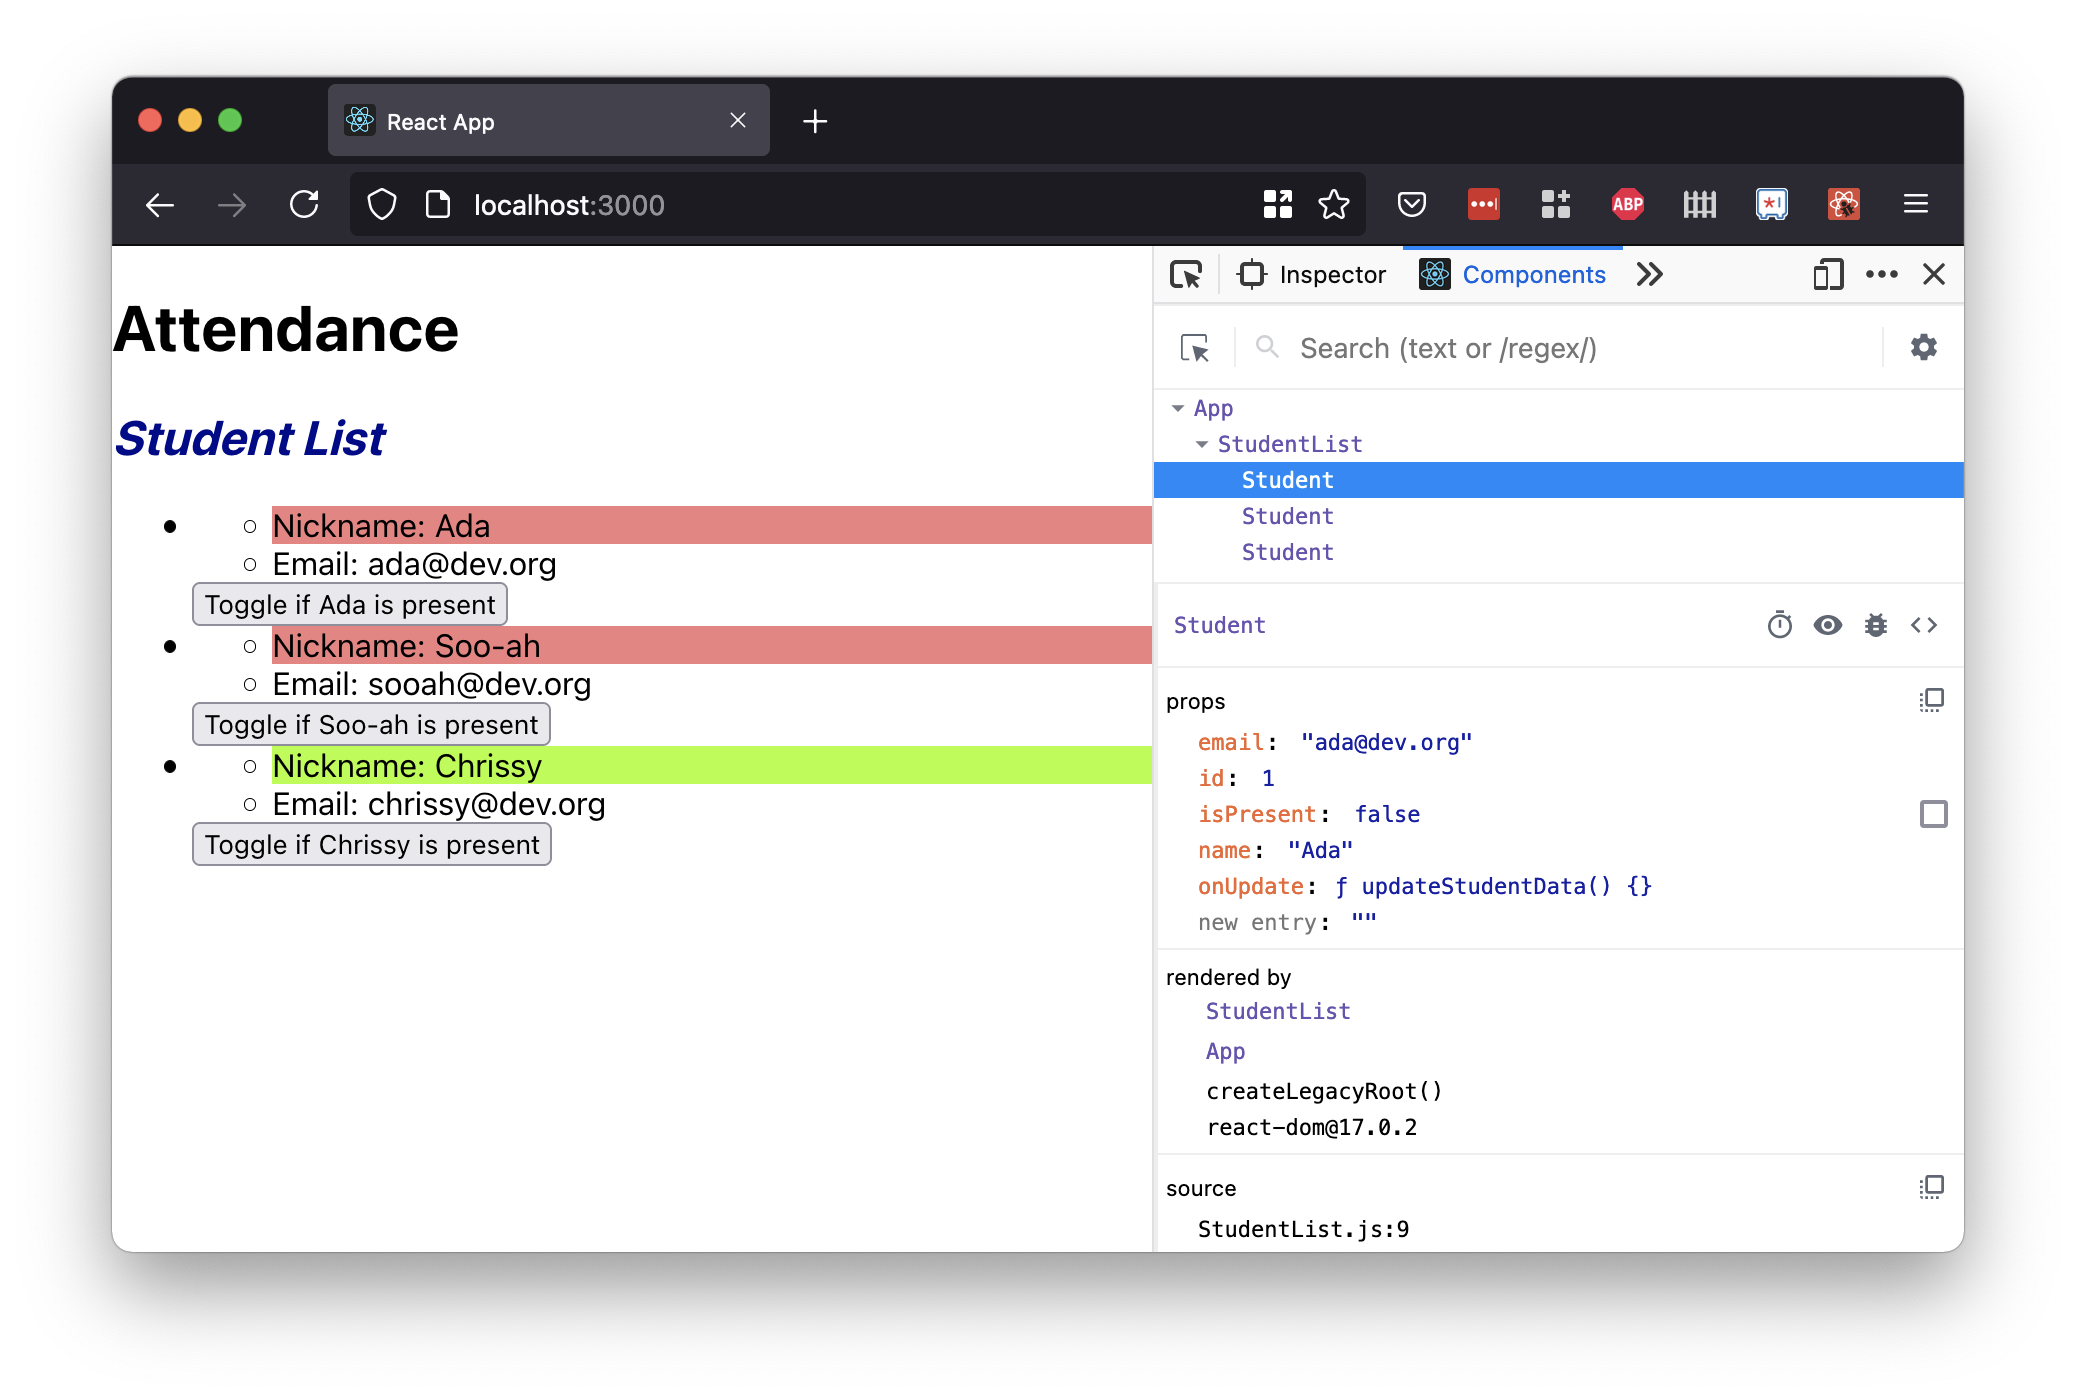 React App
localhost:3000
ABP
Attendance
Student List
Nickname: Ada
Email: ada@dev.org
Toggle if Ada is present
Nickname: Soo-ah
Email: sooah@dev.org
Toggle if Soo-ah is present
Nickname: Chrissy
Email: chrissy@dev.org
Toggle if Chrissy is present
Inspector Components
Search (text or /regex/)
App
StudentList
Student
Student
Student
Student
props
email: "ada@dev.org"
id: 1
isPresent: false
name: "Ada"
onUpdate: ƒ updateStudentData() {}
new entry: ""
rendered by
StudentList
App
createLegacyRoot()
react-dom@17.0.2
source
StudentList.js:9